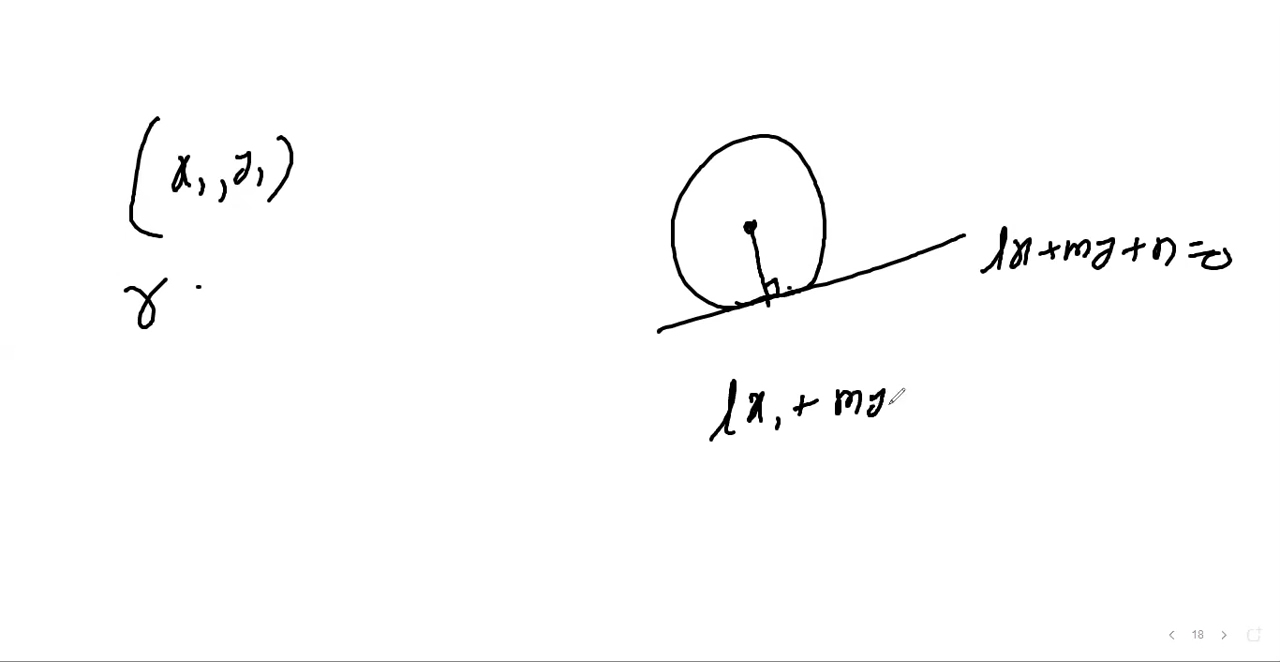 (x₁, y₁)
r
lx + my + n = 0
lx₁ + my
18